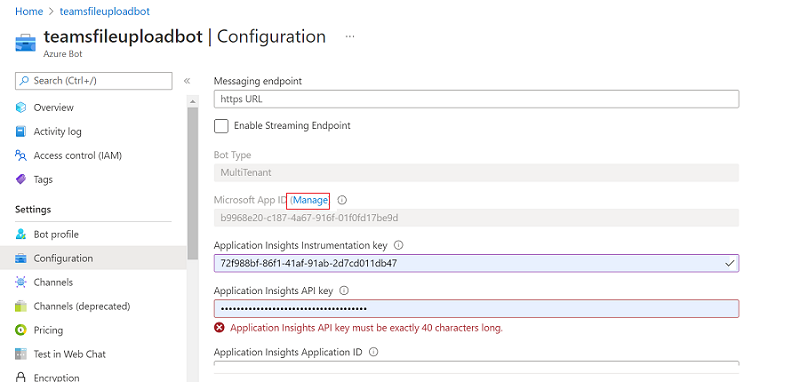 Home > teamsfileuploadbot
teamsfileuploadbot | Configuration ...
Azure Bot
Search (Ctrl+/)
«
Overview
Activity log
Access control (IAM)
Tags
Settings
Bot profile
Configuration
Channels
Channels (deprecated)
Pricing
Test in Web Chat
Encryption
Messaging endpoint
https URL
Enable Streaming Endpoint
Bot Type
MultiTenant
Microsoft App ID (Manage)
b9968e20-c187-4a67-916f-01f0fd17be9d
Application Insights Instrumentation key
72f988bf-86f1-41af-91ab-2d7cd011db47
Application Insights API key
••••••••••••••••••••••••••••••••••••
Application Insights API key must be exactly 40 characters long.
Application Insights Application ID